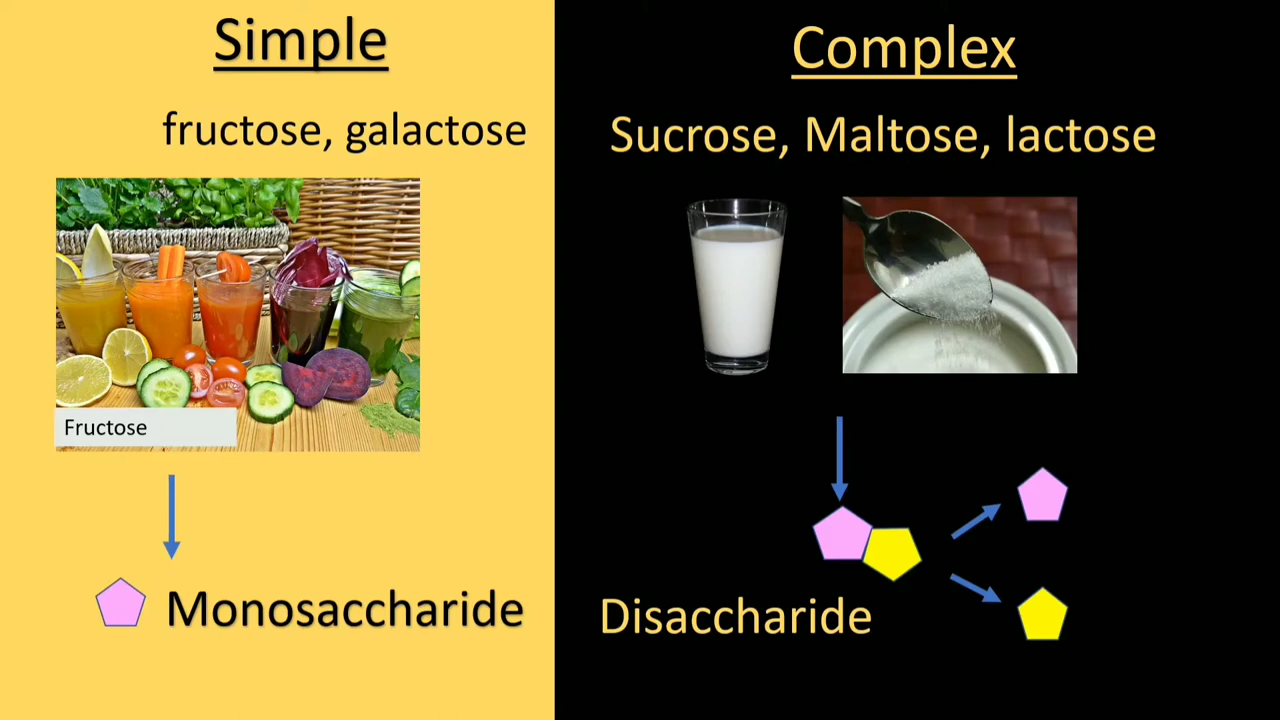 Simple
fructose, galactose
Fructose
Monosaccharide
Complex
Sucrose, Maltose, lactose
Disaccharide